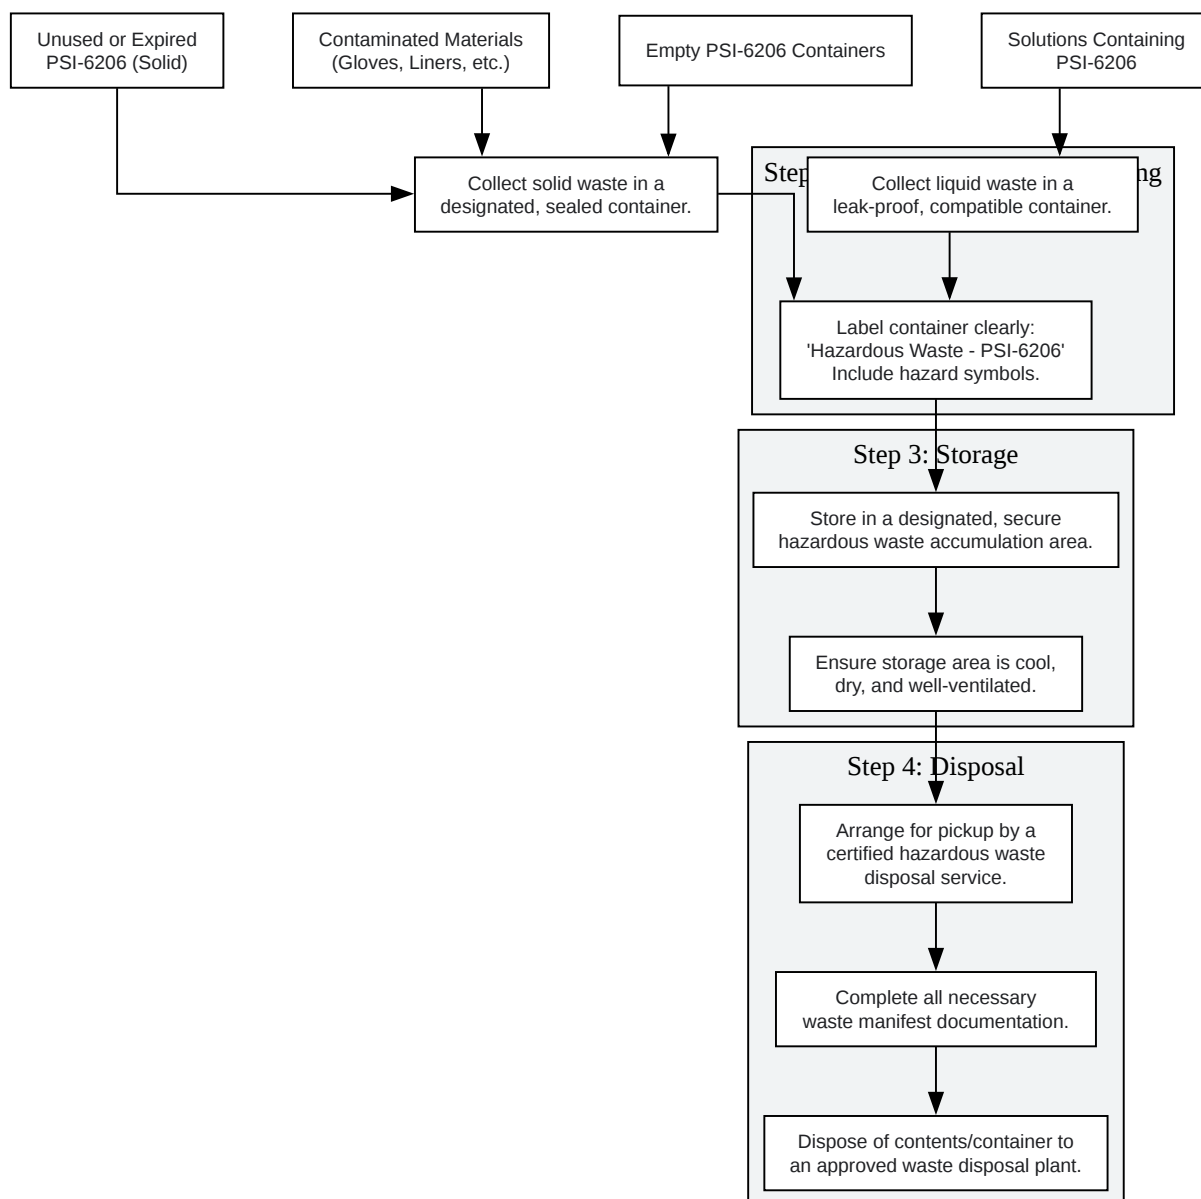 Unused or Expired
PSI-6206 (Solid)
Contaminated Materials
(Gloves, Liners, etc.)
Empty PSI-6206 Containers
Solutions Containing
PSI-6206
Collect solid waste in a
designated, sealed container.
Collect liquid waste in a
leak-proof, compatible container.
Label container clearly:
'Hazardous Waste - PSI-6206'
Include hazard symbols.
Step 3: Storage
Store in a designated, secure
hazardous waste accumulation area.
Ensure storage area is cool,
dry, and well-ventilated.
Step 4: Disposal
Arrange for pickup by a
certified hazardous waste
disposal service.
Complete all necessary
waste manifest documentation.
Dispose of contents/container to
an approved waste disposal plant.